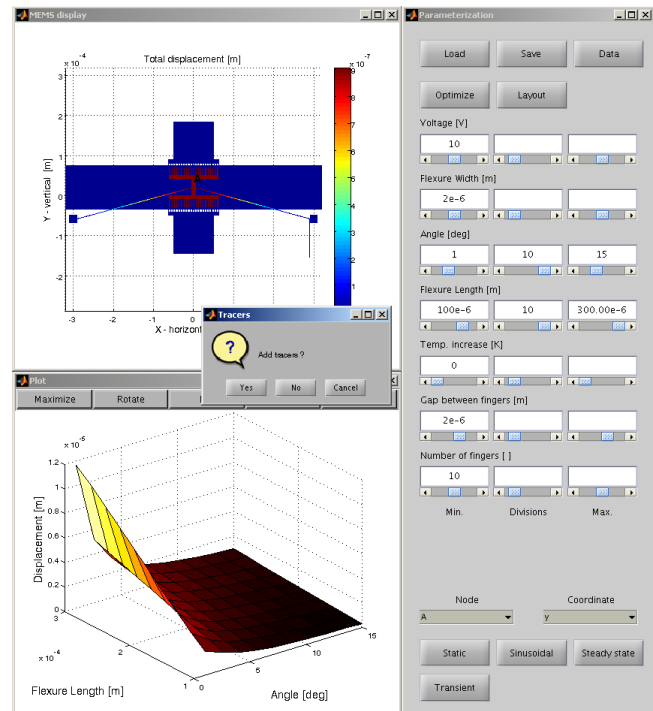 MEMS display
Total displacement [m]
x 10
-4
x 10
-7
3
2
1
0
-1
-2
Y - vertical [m]
-3
-2
-1
0
X - horizont
9
8
7
6
5
4
3
2
1
A
Tracers
?
Add tracers ?
Yes
No
Cancel
Plot
Maximize
Rotate
x 10
-5
1.2
1
0.8
0.6
0.4
0.2
0
Displacement [m]
3
2
1
x 10
-4
Flexure Length [m]
0
5
10
15
Angle [deg]
Parameterization
Load
Save
Data
Optimize
Layout
Voltage [V]
10
Flexure Width [m]
2e-6
Angle [deg]
1
10
15
Flexure Length [m]
100e-6
10
300.00e-6
Temp. increase [K]
0
Gap between fingers [m]
2e-6
Number of fingers [ ]
10
Min.
Divisions
Max.
Node
Coordinate
A
y
Static
Sinusoidal
Steady state
Transient